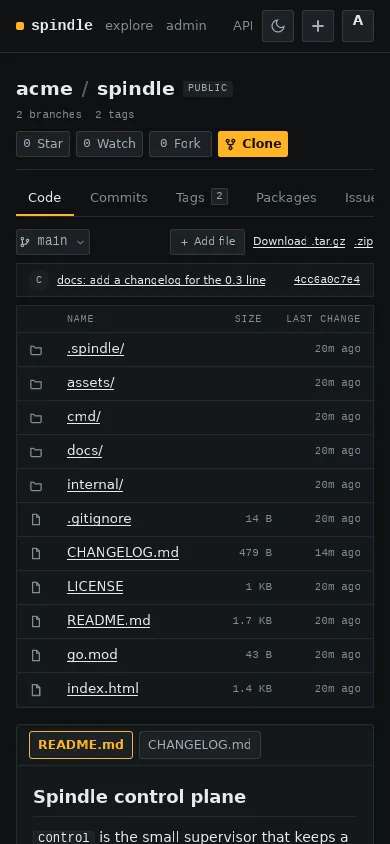 spindle explore admin API A
acme / spindle PUBLIC
2 branches 2 tags
0 Star 0 Watch 0 Fork Clone
Code Commits Tags 2 Packages Issue
main + Add file Download .tar.gz .zip
C docs: add a changelog for the 0.3 line 4cc6a0c7e4
NAME SIZE LAST CHANGE
.spindle/ 20m ago
assets/ 20m ago
cmd/ 20m ago
docs/ 20m ago
internal/ 20m ago
.gitignore 14 B 20m ago
CHANGELOG.md 479 B 14m ago
LICENSE 1 KB 20m ago
README.md 1.7 KB 20m ago
go.mod 43 B 20m ago
index.html 1.4 KB 20m ago
README.md CHANGELOG.md
Spindle control plane
control is the small supervisor that keeps a